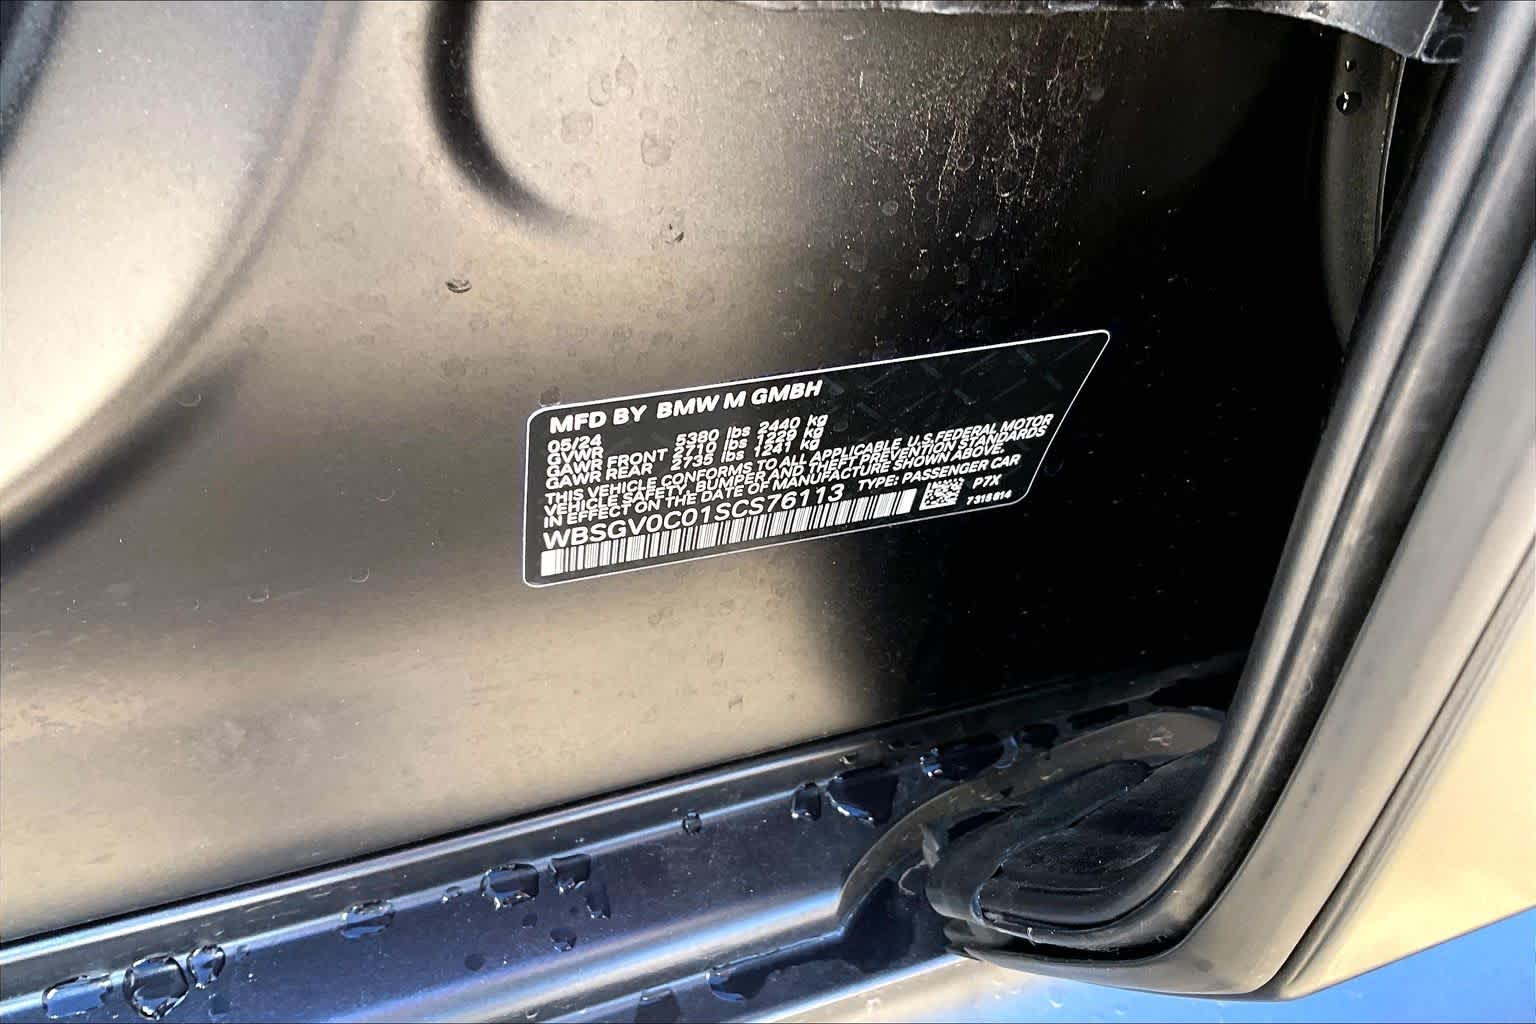 MFD BY BMW M GMBH
05/24
GVWR 5380 lbs 2440 kg
GAWR FRONT 2710 lbs 1229 kg
GAWR REAR 2735 lbs 1241 kg
THIS VEHICLE CONFORMS TO ALL APPLICABLE U.S.FEDERAL MOTOR
VEHICLE SAFETY, BUMPER AND THEFT PREVENTION STANDARDS
IN EFFECT ON THE DATE OF MANUFACTURE SHOWN ABOVE.
WBSGV0C01SCS76113 TYPE: PASSENGER CAR
P7X
7318814